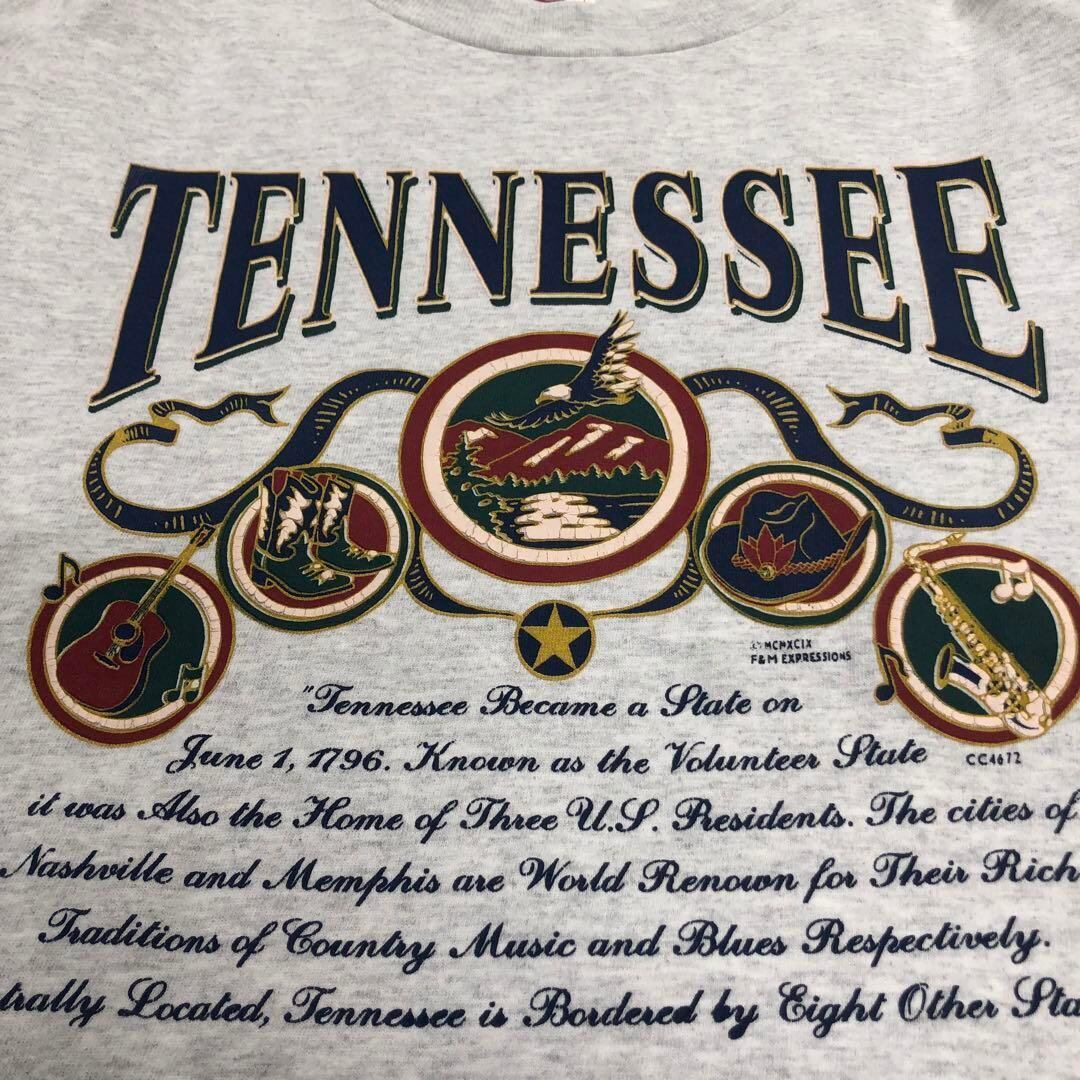 TENNESSEE
MCMXCIX
F&M EXPRESSIONS
"Tennessee Became a State on
June 1, 1796. Known as the Volunteer State
CC4672
it was Also the Home of Three U.S. Presidents. The cities of
Nashville and Memphis are World Renown for Their Rich
Traditions of Country Music and Blues Respectively.
trally Located, Tennessee is Bordered by Eight Other Sta